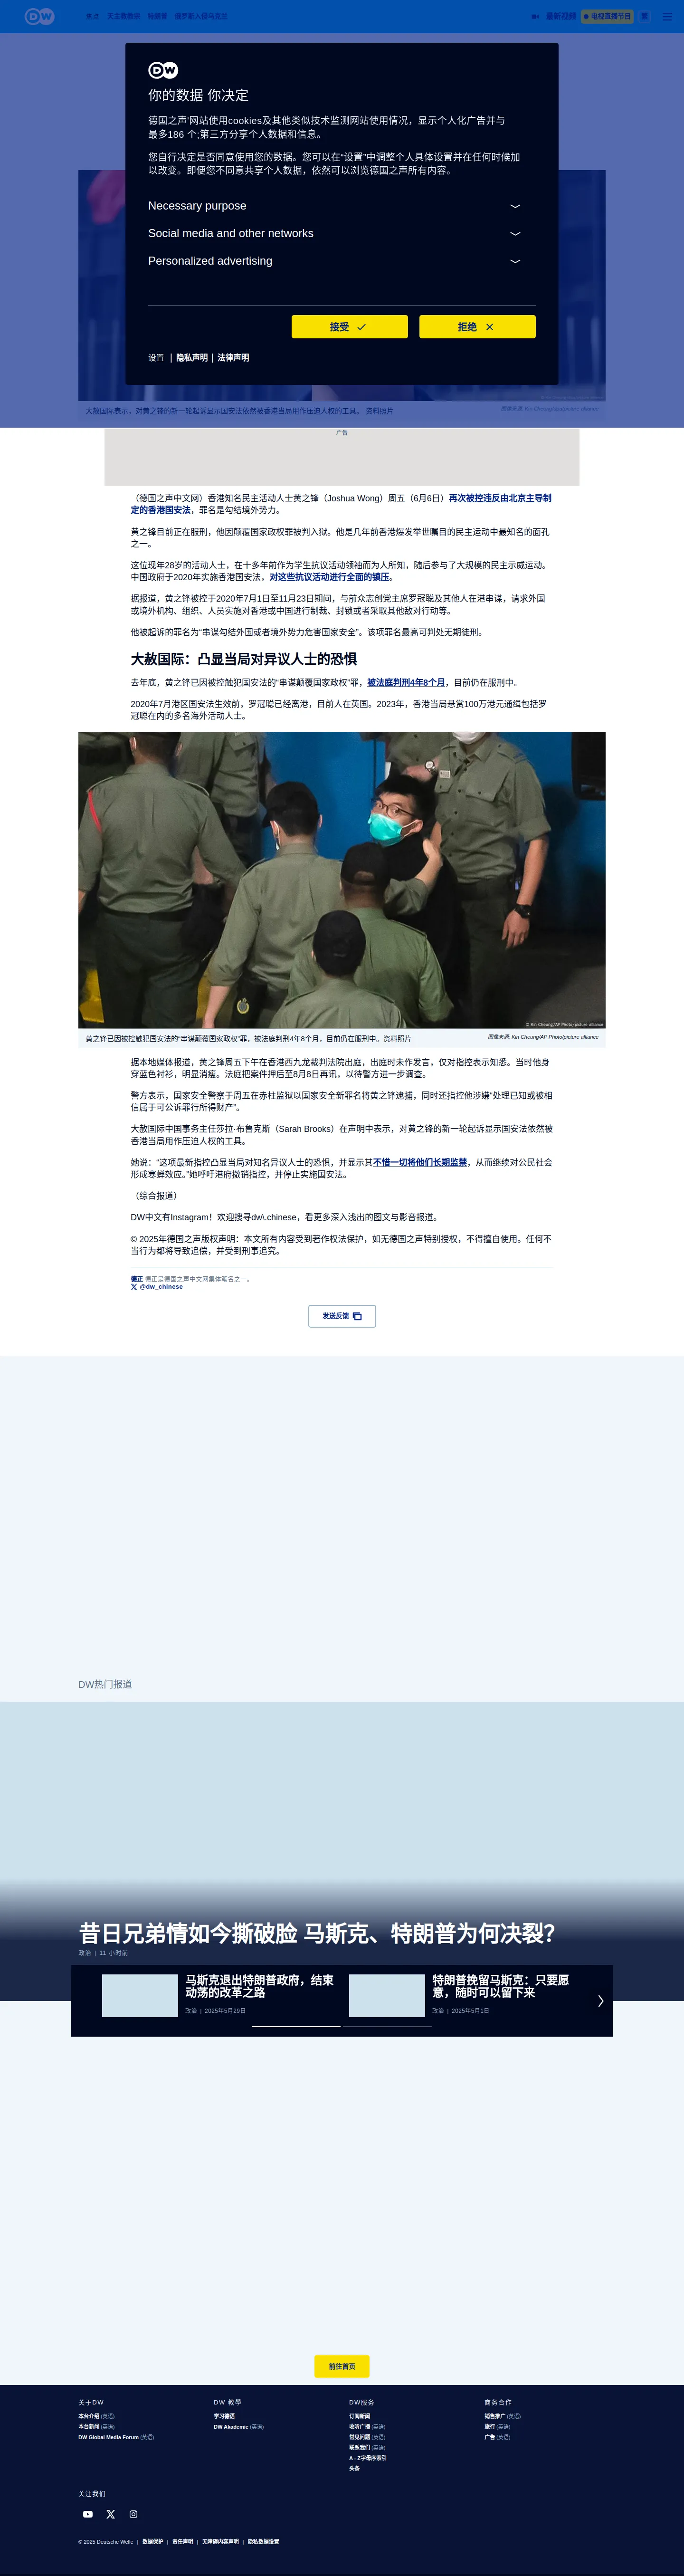 DW
焦点
俄罗斯入侵乌克兰
最新视频
电视直播节目
DW
你的数据 你决定
德国之声'网站使用cookies及其他类似技术监测网站使用情况，显示个人化广告并与
最多186 个;第三方分享个人数据和信息。
您自行决定是否同意使用您的数据。您可以在“设置”中调整个人具体设置并在任何时候加
以改变。即便您不同意共享个人数据，依然可以浏览德国之声所有内容。
Necessary purpose
Social media and other networks
Personalized advertising
接受
拒绝
设置 | 隐私声明 | 法律声明
大赦国际表示，对黄之锋的新一轮起诉显示国安法依然被香港当局用作压迫人权的工具。 资料照片
图像来源: Kin Cheung/dpa/picture alliance
广告
（德国之声中文网）香港知名民主活动人士黄之锋（Joshua Wong）周五（6月6日）再次被控违反由北京主导制
定的香港国安法，罪名是勾结境外势力。
黄之锋目前正在服刑，他因颠覆国家政权罪被判入狱。他是几年前香港爆发举世瞩目的民主运动中最知名的面孔
之一。
这位现年28岁的活动人士，在十多年前作为学生抗议活动领袖而为人所知，随后参与了大规模的民主示威运动。
中国政府于2020年实施香港国安法，对这些抗议活动进行全面的镇压。
据报道，黄之锋被控于2020年7月1日至11月23日期间，与前众志创党主席罗冠聪及其他人在港串谋，请求外国
或境外机构、组织、人员实施对香港或中国进行制裁、封锁或者采取其他敌对行动等。
他被起诉的罪名为“串谋勾结外国或者境外势力危害国家安全”。该项罪名最高可判处无期徒刑。
大赦国际：凸显当局对异议人士的恐惧
去年底，黄之锋已因被控触犯国安法的“串谋颠覆国家政权”罪，被法庭判刑4年8个月，目前仍在服刑中。
2020年7月港区国安法生效前，罗冠聪已经离港，目前人在英国。2023年，香港当局悬赏100万港元通缉包括罗
冠聪在内的多名海外活动人士。
© Kin Cheung/AP Photo/picture alliance
黄之锋已因被控触犯国安法的“串谋颠覆国家政权”罪，被法庭判刑4年8个月，目前仍在服刑中。资料照片
图像来源: Kin Cheung/AP Photo/picture alliance
据本地媒体报道，黄之锋周五下午在香港西九龙裁判法院出庭，出庭时未作发言，仅对指控表示知悉。当时他身
穿蓝色衬衫，明显消瘦。法庭把案件押后至8月8日再讯，以待警方进一步调查。
警方表示，国家安全警察于周五在赤柱监狱以国家安全新罪名将黄之锋逮捕，同时还指控他涉嫌“处理已知或被相
信属于可公诉罪行所得财产”。
大赦国际中国事务主任莎拉·布鲁克斯（Sarah Brooks）在声明中表示，对黄之锋的新一轮起诉显示国安法依然被
香港当局用作压迫人权的工具。
她说：“这项最新指控凸显当局对知名异议人士的恐惧，并显示其不惜一切将他们长期监禁，从而继续对公民社会
形成寒蝉效应。”她呼吁港府撤销指控，并停止实施国安法。
（综合报道）
DW中文有Instagram！欢迎搜寻dw\.chinese，看更多深入浅出的图文与影音报道。
© 2025年德国之声版权声明：本文所有内容受到著作权法保护，如无德国之声特别授权，不得擅自使用。任何不
当行为都将导致追偿，并受到刑事追究。
德正 德正是德国之声中文网集体笔名之一。
@dw_chinese
发送反馈
DW热门报道
昔日兄弟情如今撕破脸 马斯克、特朗普为何决裂？
政治 | 11 小时前
马斯克退出特朗普政府，结束
动荡的改革之路
政治 | 2025年5月29日
特朗普挽留马斯克：只要愿
意，随时可以留下来
政治 | 2025年5月1日
前往首页
关于DW
本台介绍 (英语)
本台新闻 (英语)
DW Global Media Forum (英语)
DW 教學
学习德语
DW Akademie (英语)
DW服务
订阅新闻
收听广播 (英语)
常见问题 (英语)
联系我们 (英语)
A - Z字母序索引
头条
商务合作
销售推广 (英语)
旅行 (英语)
广告 (英语)
关注我们
© 2025 Deutsche Welle | 数据保护 | 责任声明 | 无障碍内容声明 | 隐私数据设置